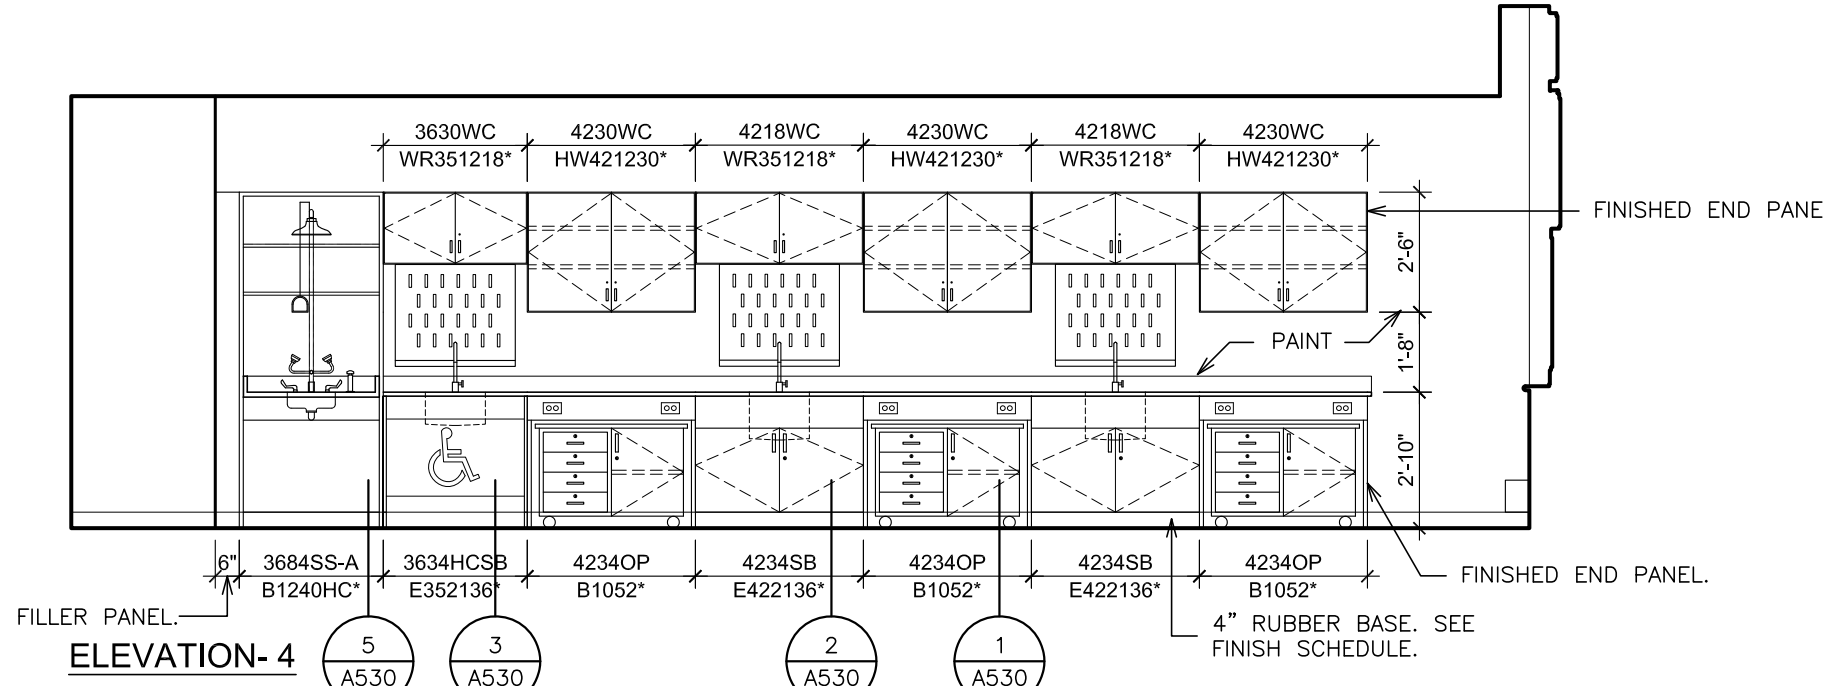 3630WC 4230WC 4218WC 4230WC 4218WC 4230WC
WR351218* HW421230* WR351218* HW421230* WR351218* HW421230*
FINISHED END PANE
2'-6"
PAINT
1'-8"
2'-10"
6" 3684SS-A 3634HCSB 4234OP 4234SB 4234OP 4234SB 4234OP
B1240HC* E352136* B1052* E422136* B1052* E422136* B1052*
FINISHED END PANEL.
FILLER PANEL.
4” RUBBER BASE. SEE
FINISH SCHEDULE.
ELEVATION- 4
5 3 2 1
A530 A530 A530 A530